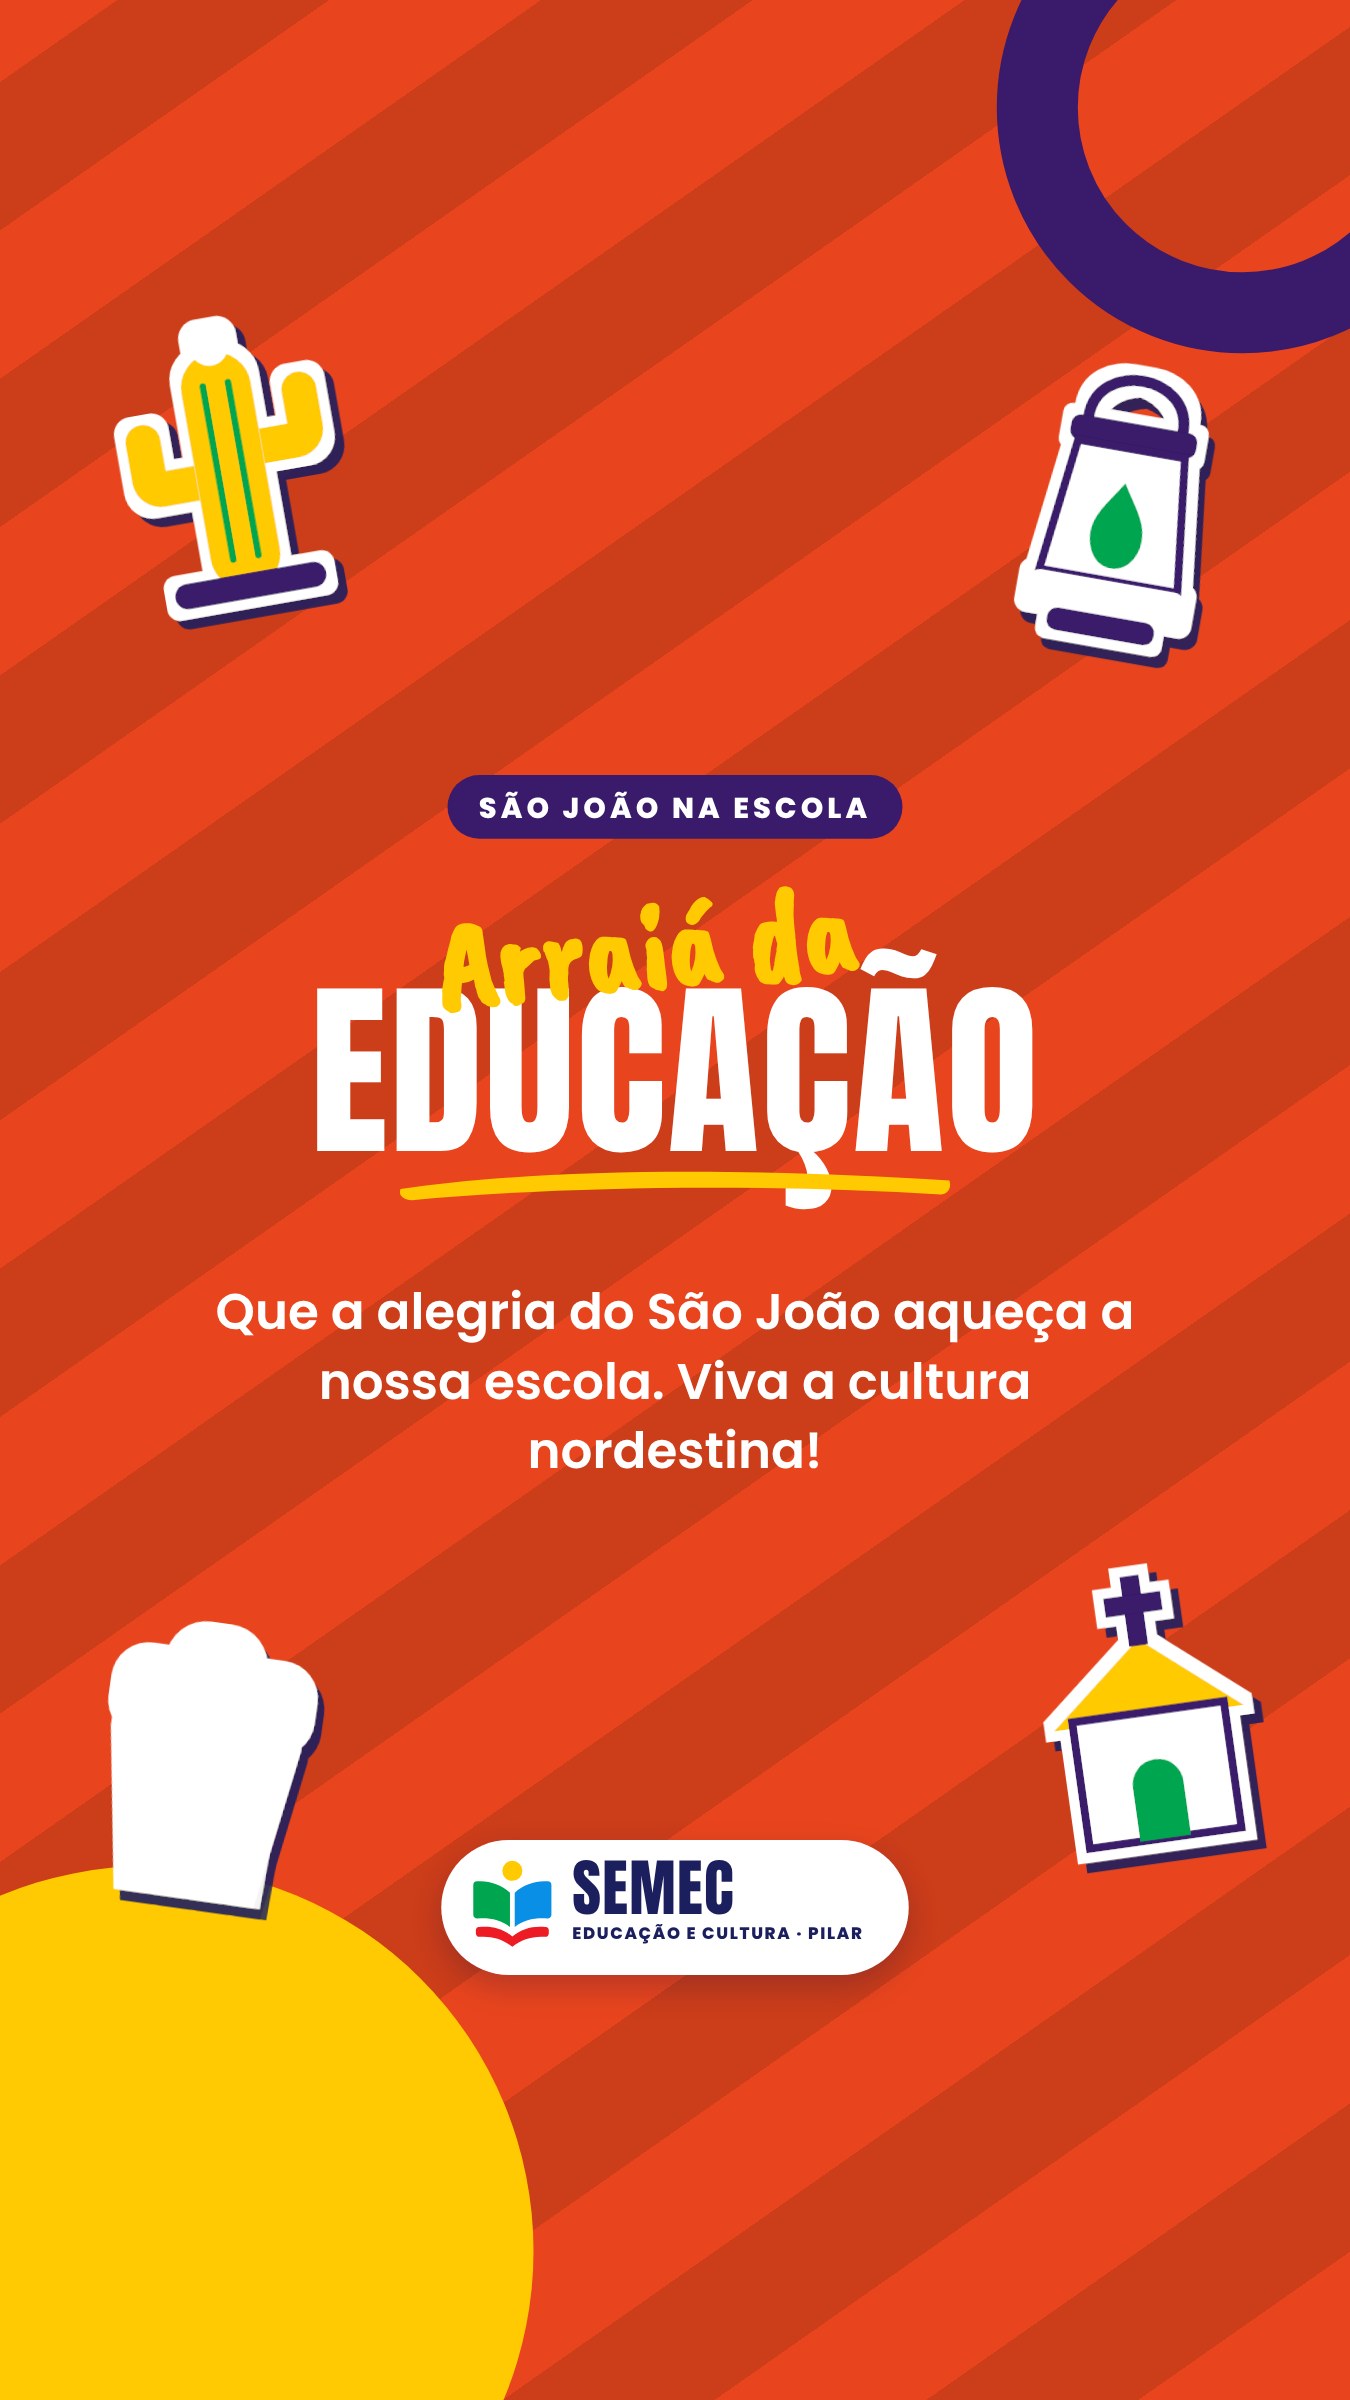 SÃO JOÃO NA ESCOLA
Arraiá da
EDUCAÇÃO
Que a alegria do São João aqueça a
nossa escola. Viva a cultura
nordestina!
SEMEC
EDUCAÇÃO E CULTURA · PILAR